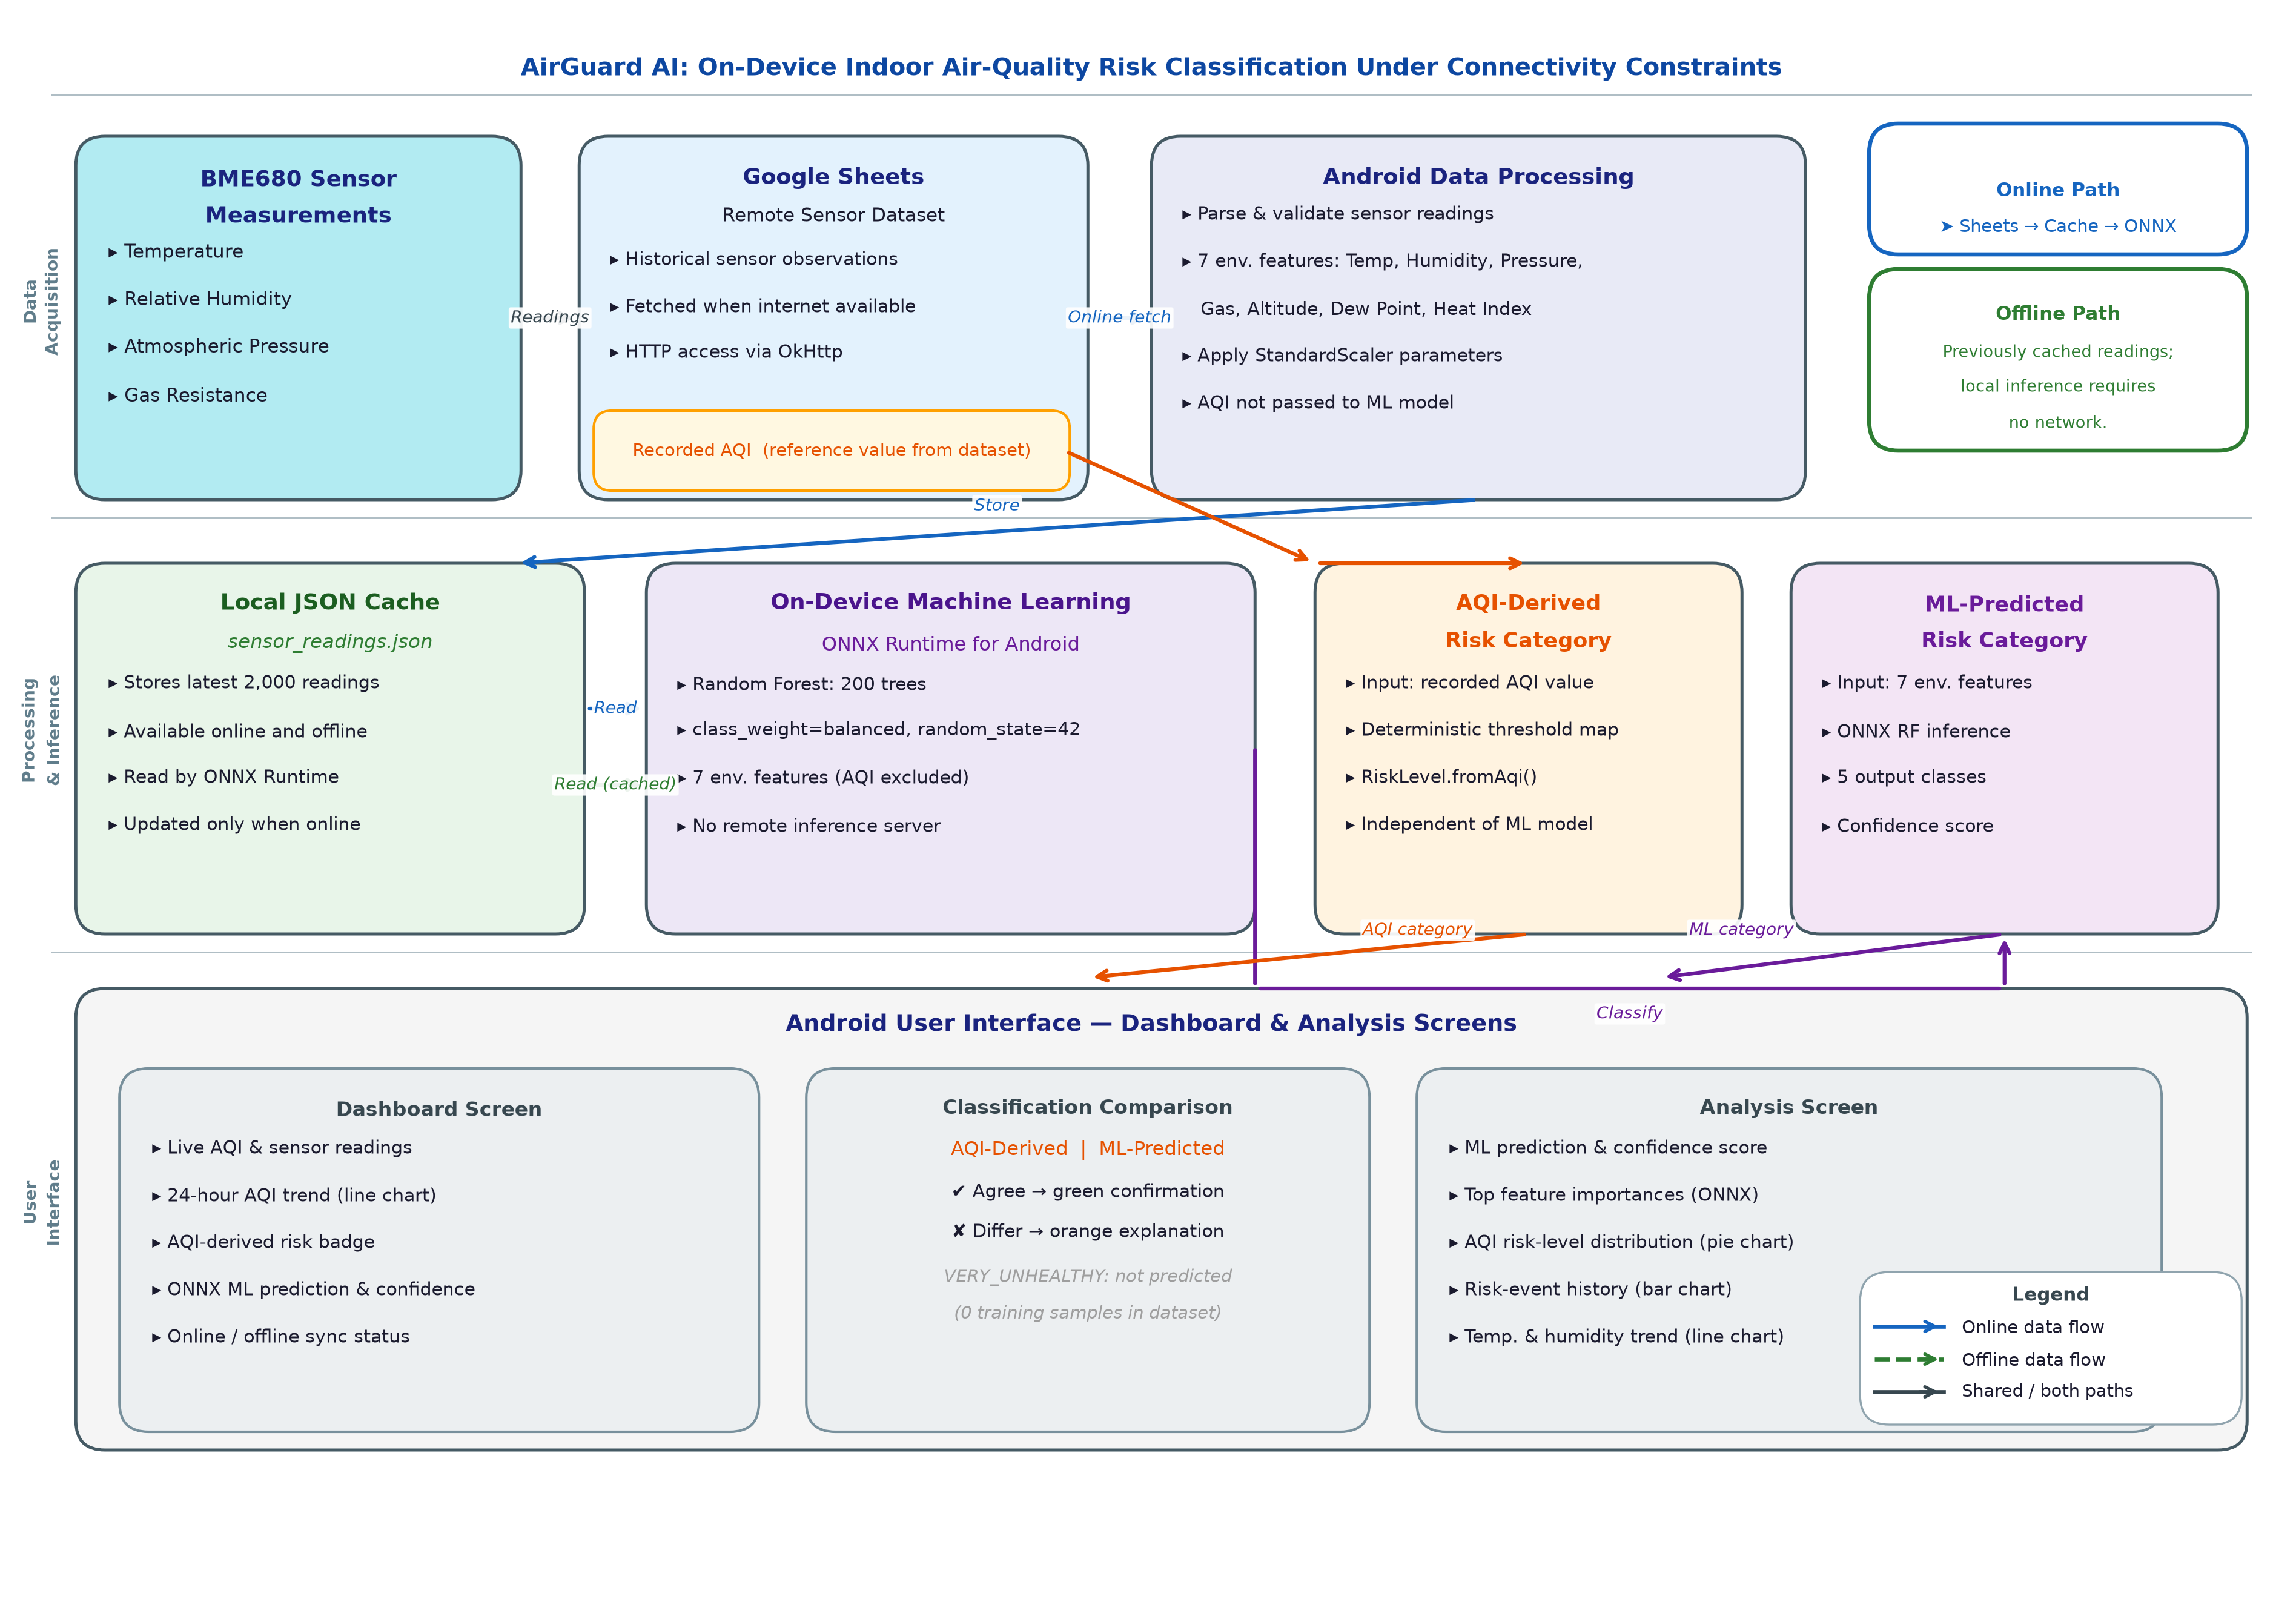 AirGuard AI: On-Device Indoor Air-Quality Risk Classification Under Connectivity Constraints
Data
Acquisition
BME680 Sensor
Measurements
▸ Temperature
▸ Relative Humidity
▸ Atmospheric Pressure
▸ Gas Resistance
Readings
Google Sheets
Remote Sensor Dataset
▸ Historical sensor observations
▸ Fetched when internet available
▸ HTTP access via OkHttp
Recorded AQI (reference value from dataset)
Online fetch
Android Data Processing
▸ Parse & validate sensor readings
▸ 7 env. features: Temp, Humidity, Pressure,
Gas, Altitude, Dew Point, Heat Index
▸ Apply StandardScaler parameters
▸ AQI not passed to ML model
Online Path
➤ Sheets → Cache → ONNX
Offline Path
Previously cached readings;
local inference requires
no network.
Store
Processing
& Inference
Local JSON Cache
sensor_readings.json
▸ Stores latest 2,000 readings
▸ Available online and offline
▸ Read by ONNX Runtime
▸ Updated only when online
Read
Read (cached)
On-Device Machine Learning
ONNX Runtime for Android
▸ Random Forest: 200 trees
▸ class_weight=balanced, random_state=42
▸ 7 env. features (AQI excluded)
▸ No remote inference server
AQI-Derived
Risk Category
▸ Input: recorded AQI value
▸ Deterministic threshold map
▸ RiskLevel.fromAqi()
▸ Independent of ML model
ML-Predicted
Risk Category
▸ Input: 7 env. features
▸ ONNX RF inference
▸ 5 output classes
▸ Confidence score
AQI category
ML category
Classify
User
Interface
Android User Interface — Dashboard & Analysis Screens
Dashboard Screen
▸ Live AQI & sensor readings
▸ 24-hour AQI trend (line chart)
▸ AQI-derived risk badge
▸ ONNX ML prediction & confidence
▸ Online / offline sync status
Classification Comparison
AQI-Derived | ML-Predicted
✔ Agree → green confirmation
✘ Differ → orange explanation
VERY_UNHEALTHY: not predicted
(0 training samples in dataset)
Analysis Screen
▸ ML prediction & confidence score
▸ Top feature importances (ONNX)
▸ AQI risk-level distribution (pie chart)
▸ Risk-event history (bar chart)
▸ Temp. & humidity trend (line chart)
Legend
Online data flow
Offline data flow
Shared / both paths